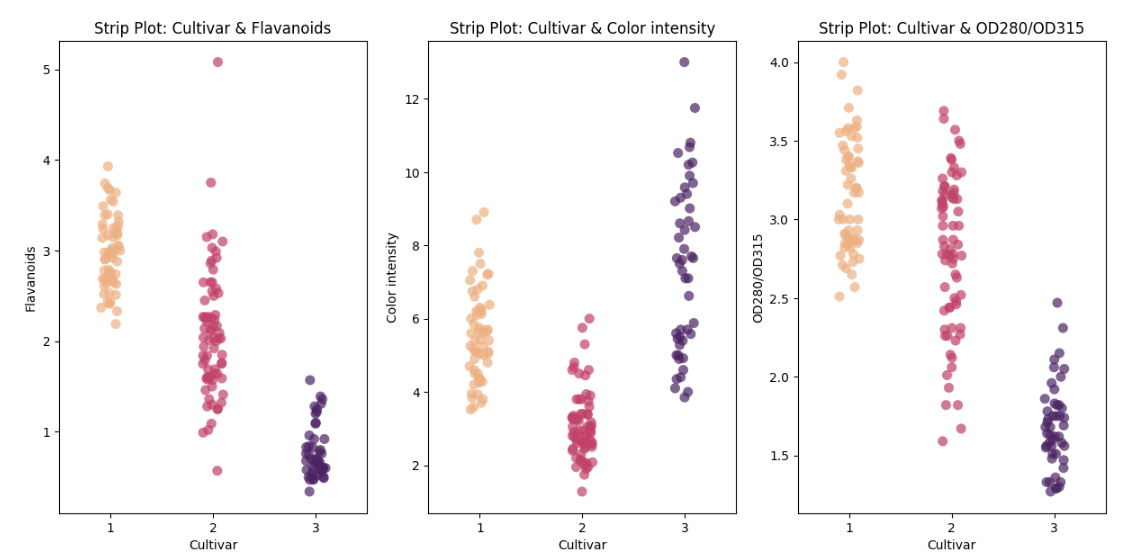 Strip Plot: Cultivar & Flavanoids
Flavanoids
5
4
3
2
1
1 2 3
Cultivar
Strip Plot: Cultivar & Color intensity
Color intensity
12
10
8
6
4
2
1 2 3
Cultivar
Strip Plot: Cultivar & OD280/OD315
OD280/OD315
4.0
3.5
3.0
2.5
2.0
1.5
1 2 3
Cultivar